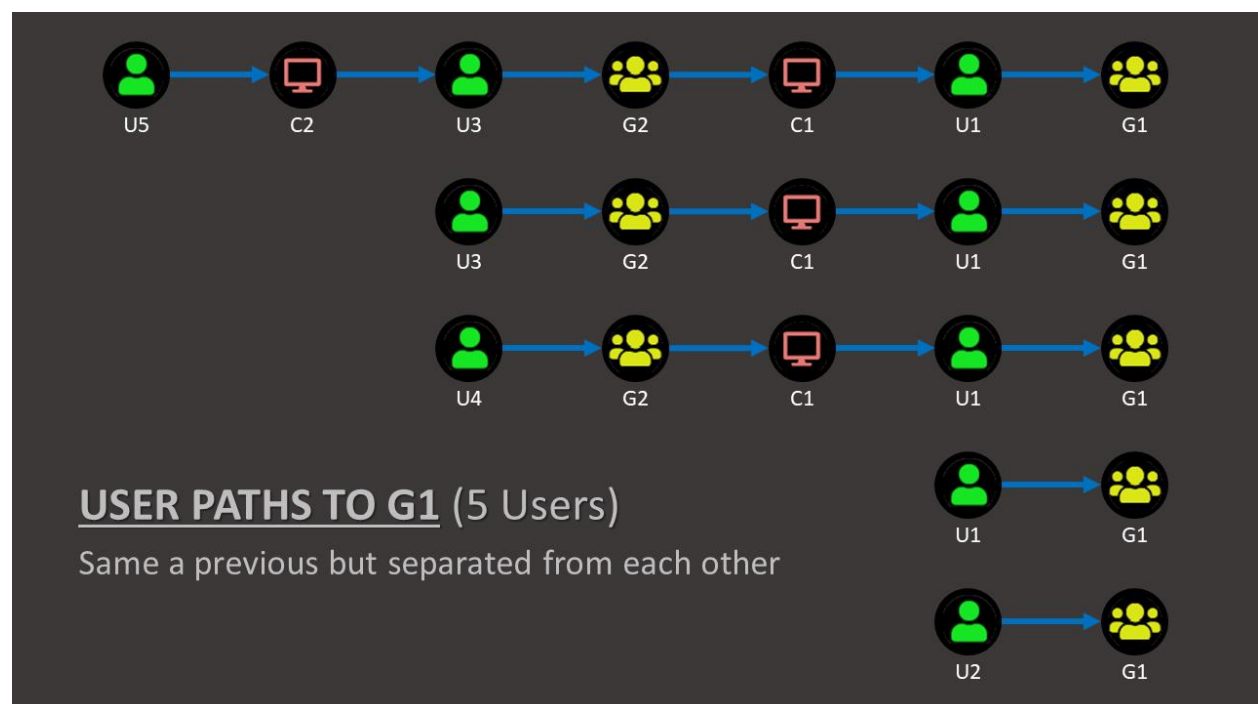 U5 C2 U3 G2 C1 U1 G1
U3 G2 C1 U1 G1
U4 G2 C1 U1 G1
USER PATHS TO G1 (5 Users)
U1 G1
Same a previous but separated from each other
U2 G1